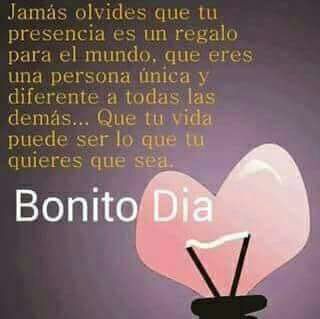 Jamás olvides que tu
presencia es un regalo
para el mundo, que eres
una persona única y
diferente a todas las
demás... Que tu vida
puede ser lo que tu
quieres que sea.
Bonito Dia